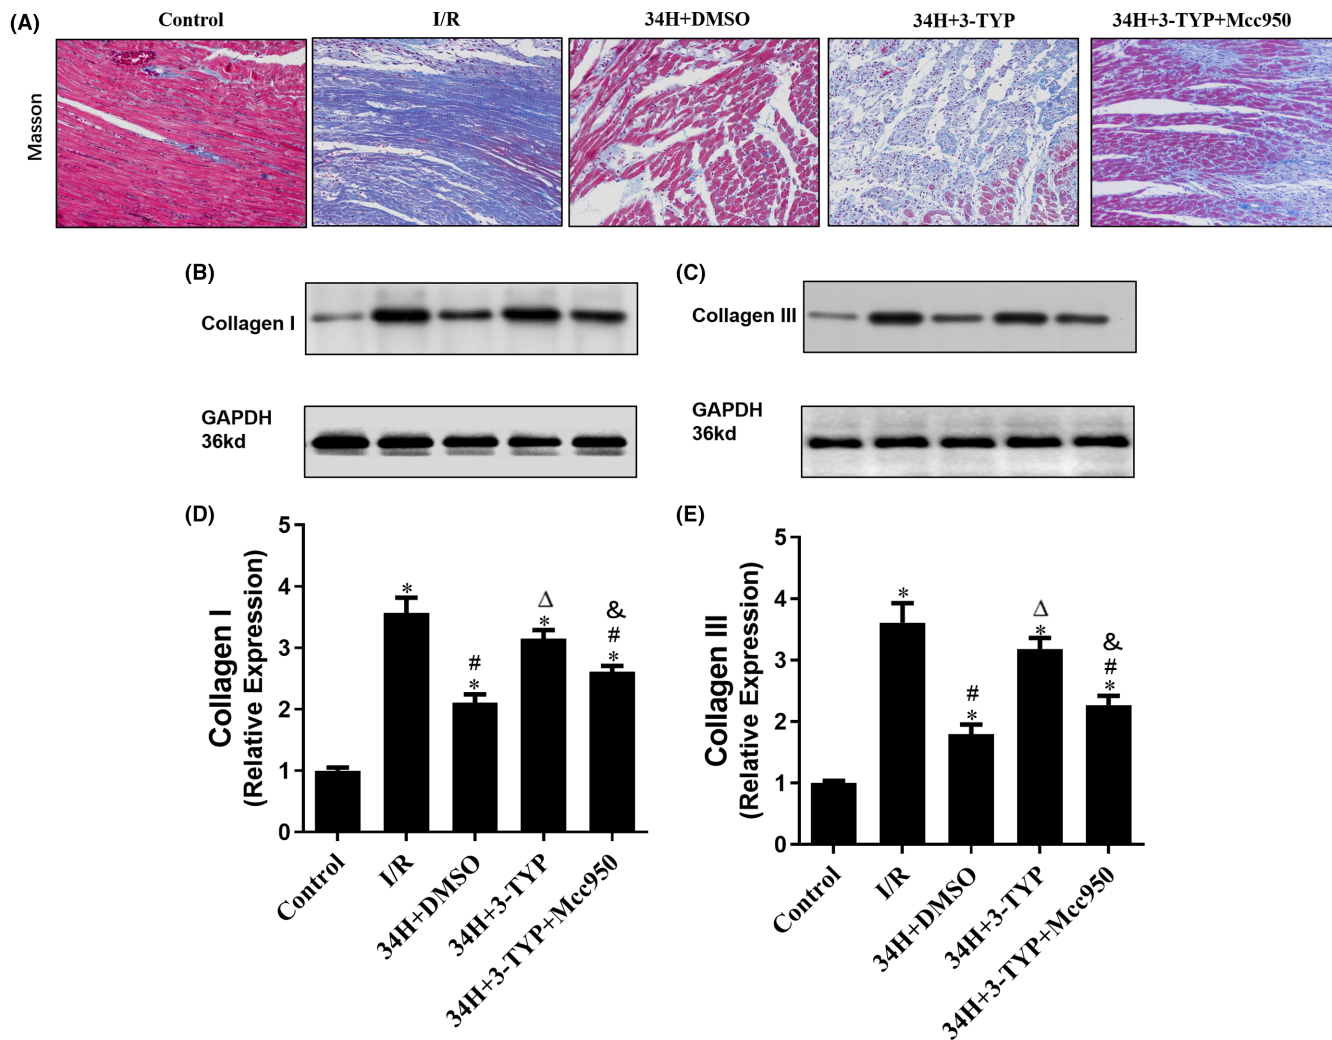 (A)
Control
I/R
34H+DMSO
34H+3-TYP
34H+3-TYP+Mcc950
Masson
(B)
Collagen I
GAPDH
36kd
(C)
Collagen III
GAPDH
36kd
(D)
Collagen I
(Relative Expression)
5
4
3
2
1
0
*
#
*
Δ
*
&
#
*
Control
I/R
34H+DMSO
34H+3-TYP
34H+3-TYP+Mcc950
(E)
Collagen III
(Relative Expression)
5
4
3
2
1
0
*
#
*
Δ
*
&
#
*
Control
I/R
34H+DMSO
34H+3-TYP
34H+3-TYP+Mcc950